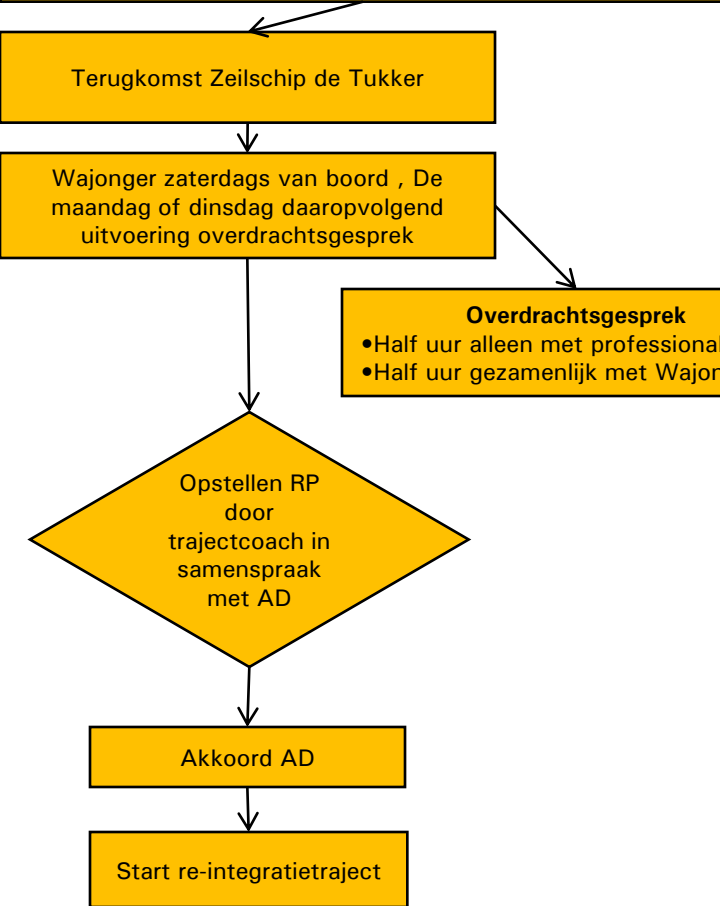 Terugkomst Zeilschip de Tukker
Wajonger zaterdags van boord , De
maandag of dinsdag daaropvolgend
uitvoering overdrachtsgesprek
Overdrachtsgesprek
•Half uur alleen met professional
•Half uur gezamenlijk met Wajon
Opstellen RP
door
trajectcoach in
samenspraak
met AD
Akkoord AD
Start re-integratietraject